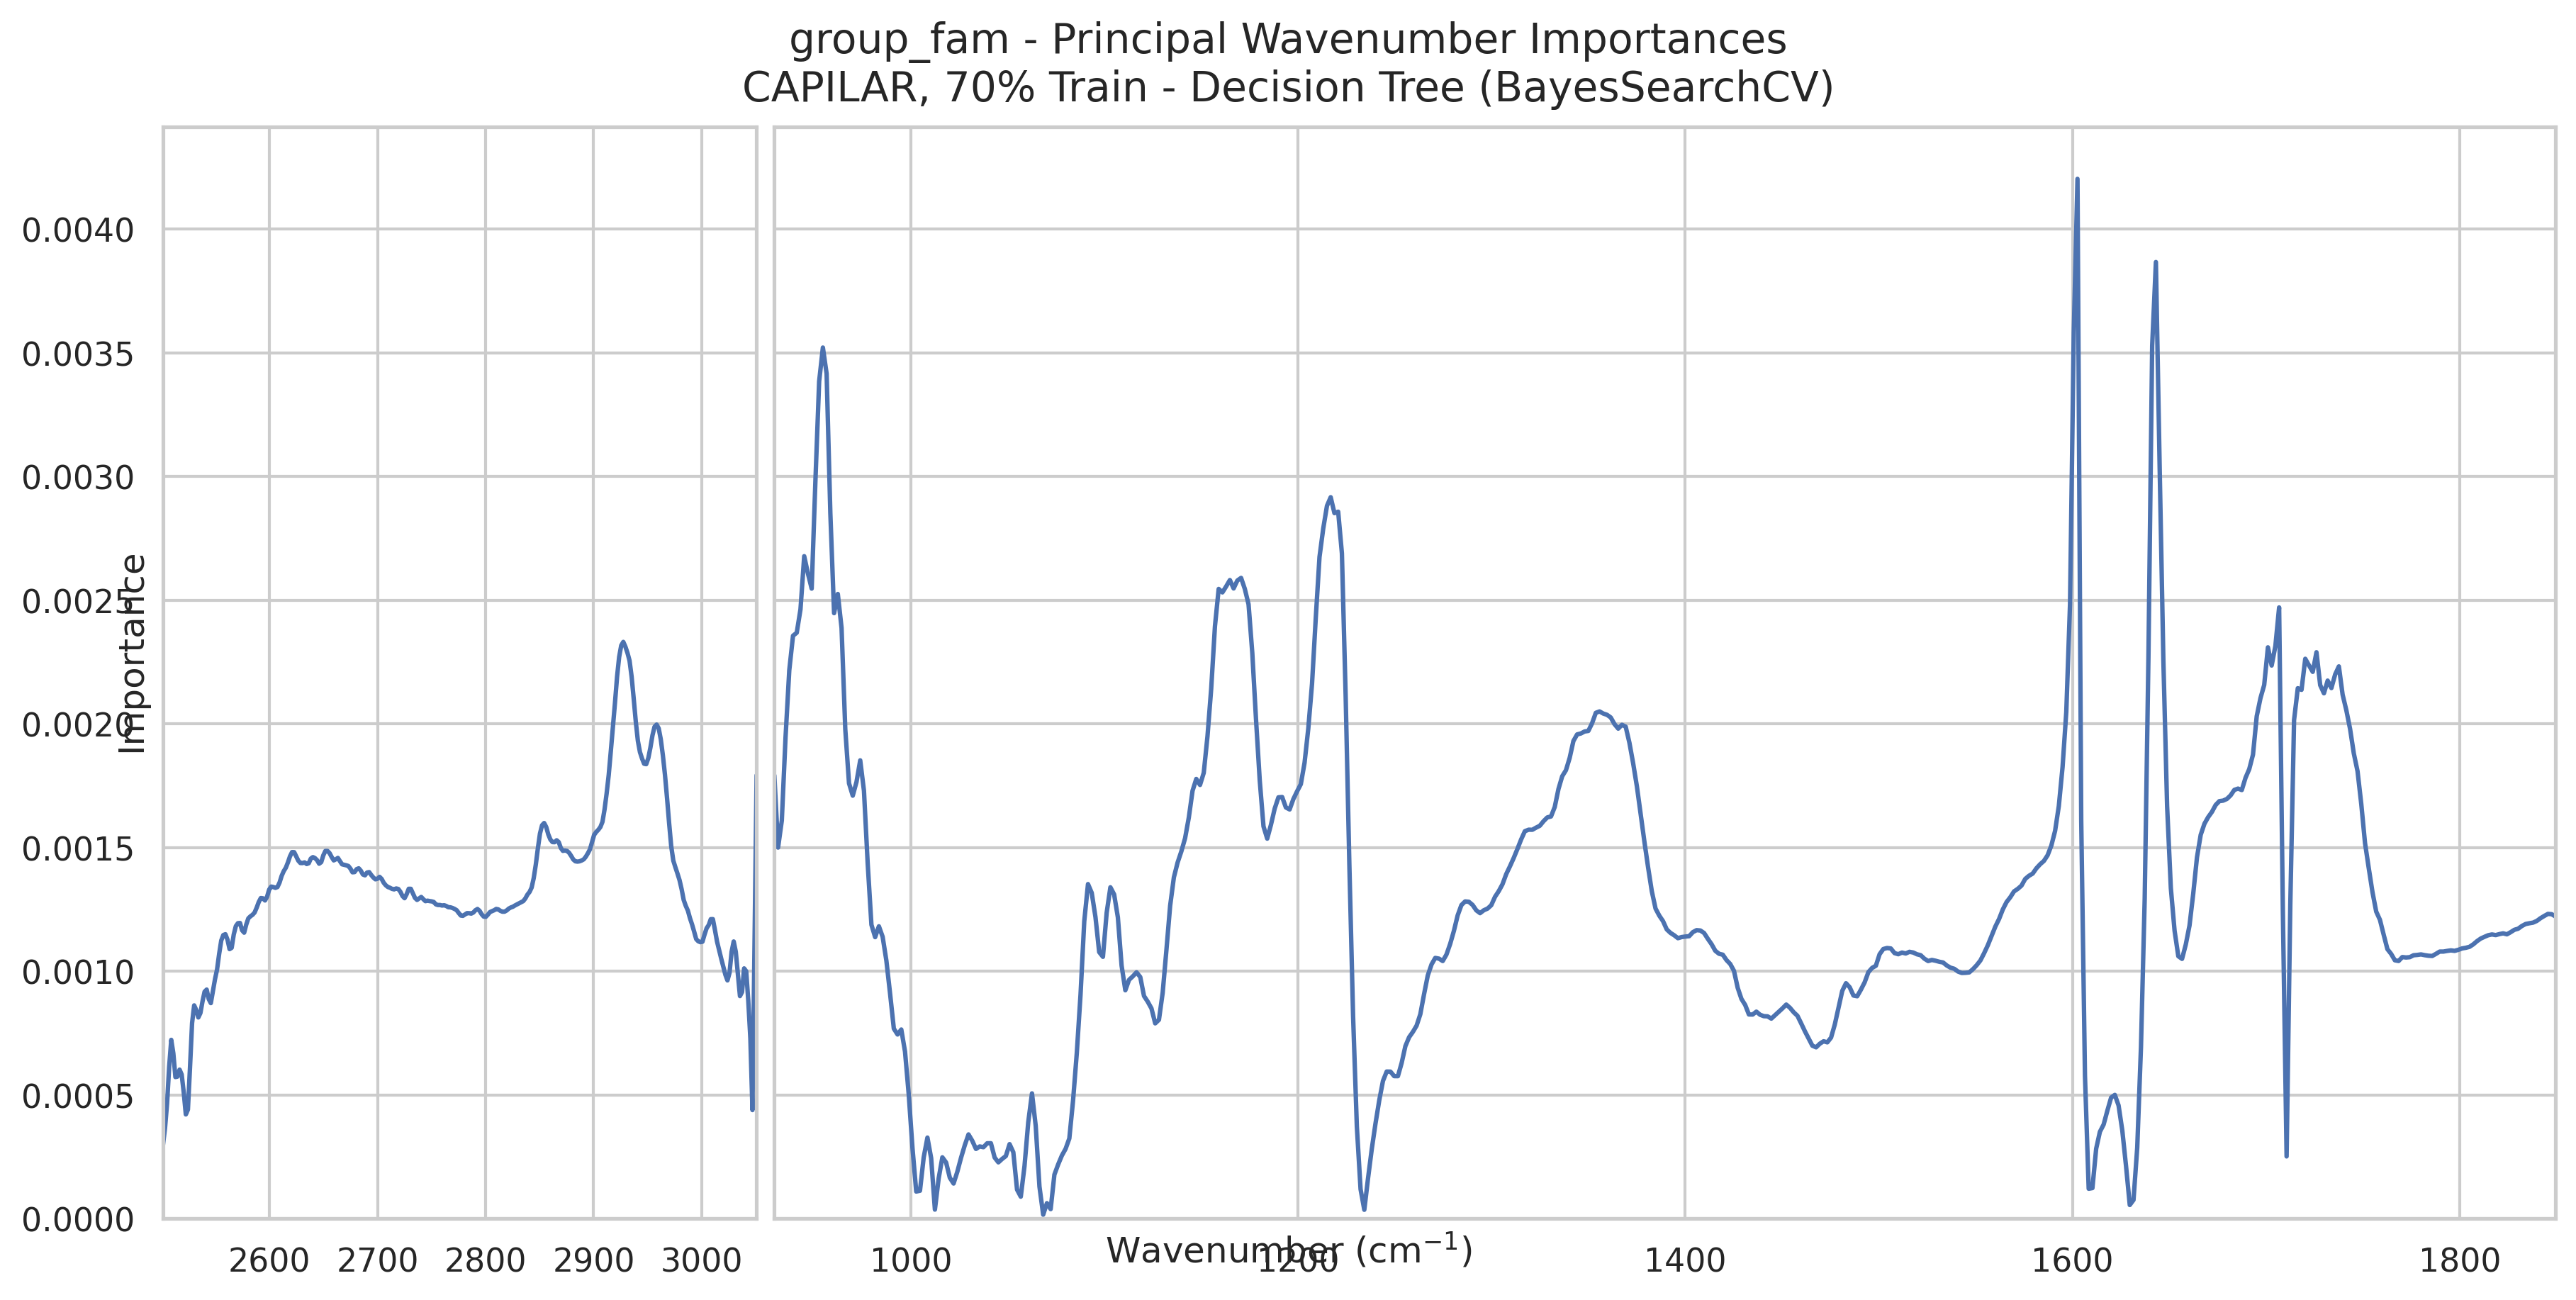 group_fam - Principal Wavenumber Importances
CAPILAR, 70% Train - Decision Tree (BayesSearchCV)
Importance
0.0040
0.0035
0.0030
0.0025
0.0020
0.0015
0.0010
0.0005
0.0000
2600 2700 2800 2900 3000 1000 1200 1400 1600 1800
Wavenumber (cm⁻¹)